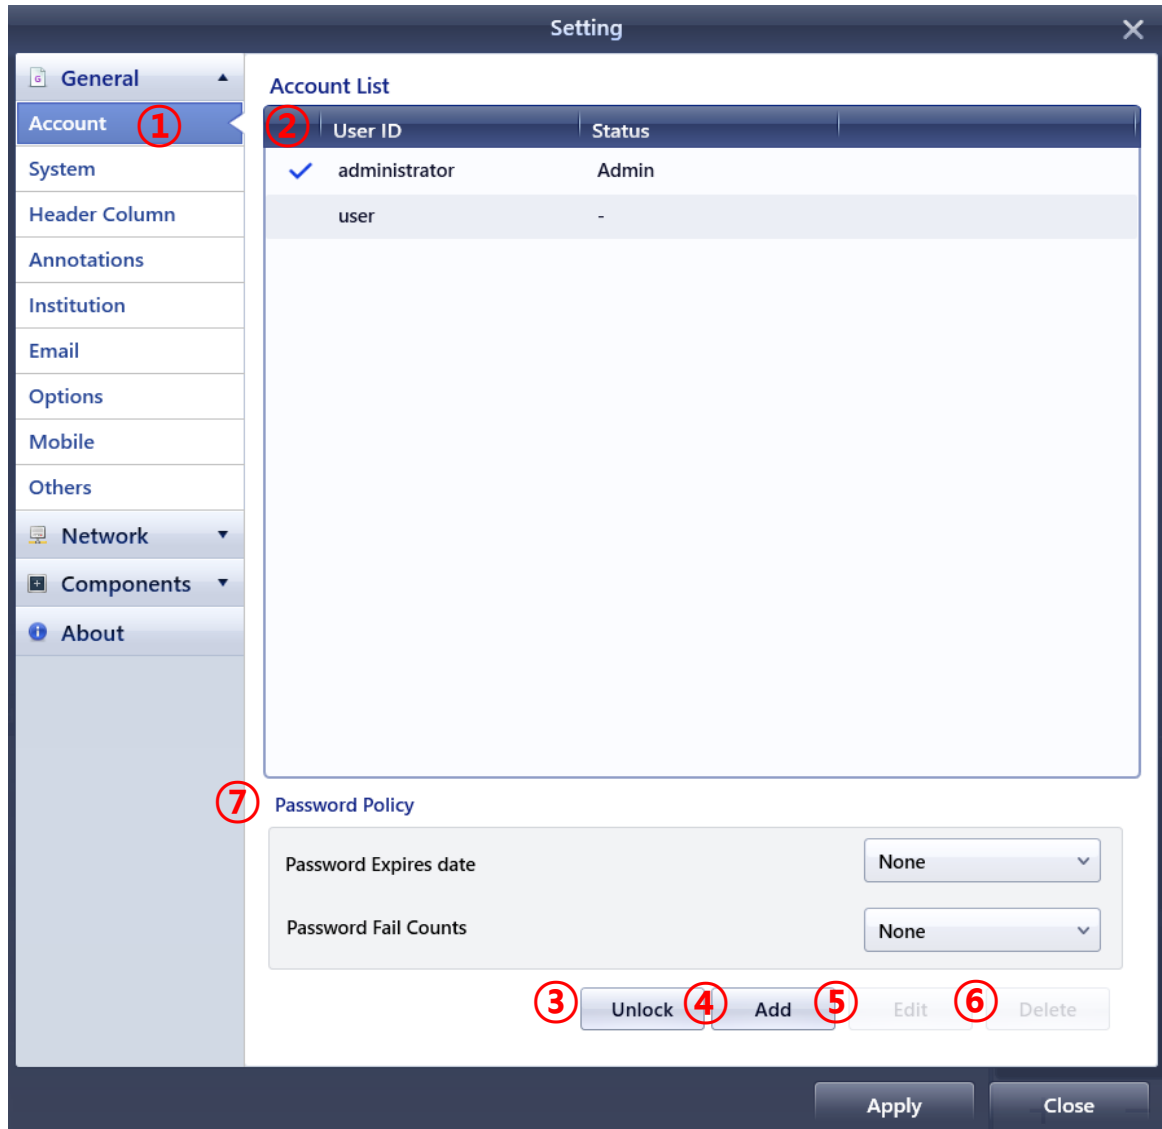 Setting
General
Account ①
System
Header Column
Annotations
Institution
Email
Options
Mobile
Others
Network
Components
About
Account List
② User ID Status
administrator Admin
user -
⑦ Password Policy
Password Expires date None
Password Fail Counts None
③ Unlock ④ Add ⑤ Edit ⑥ Delete
Apply Close